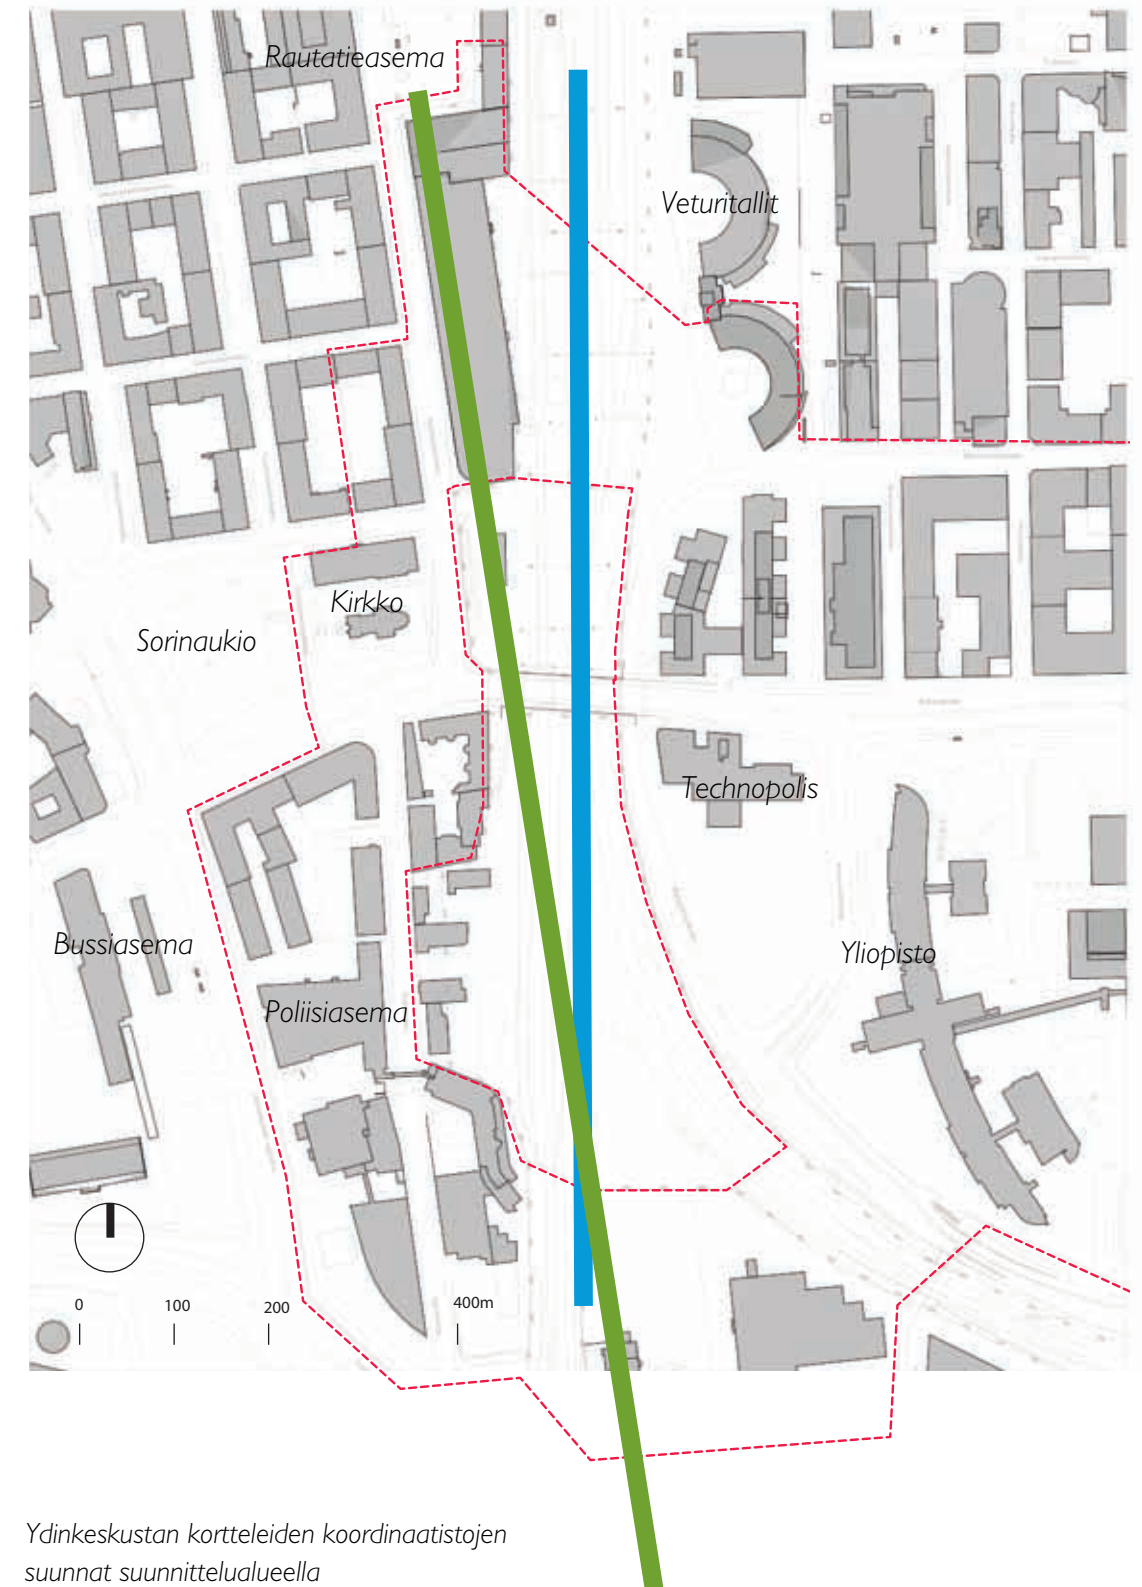 Rautatieasema
Veturitallit
Kirkko
Sorinaukio
Technopolis
Bussiasema
Yliopisto
Poliisiasema
0
100
200
400m
Ydinkeskustan kortteleiden koordinaatistojen
suunnat suunnittelualueella